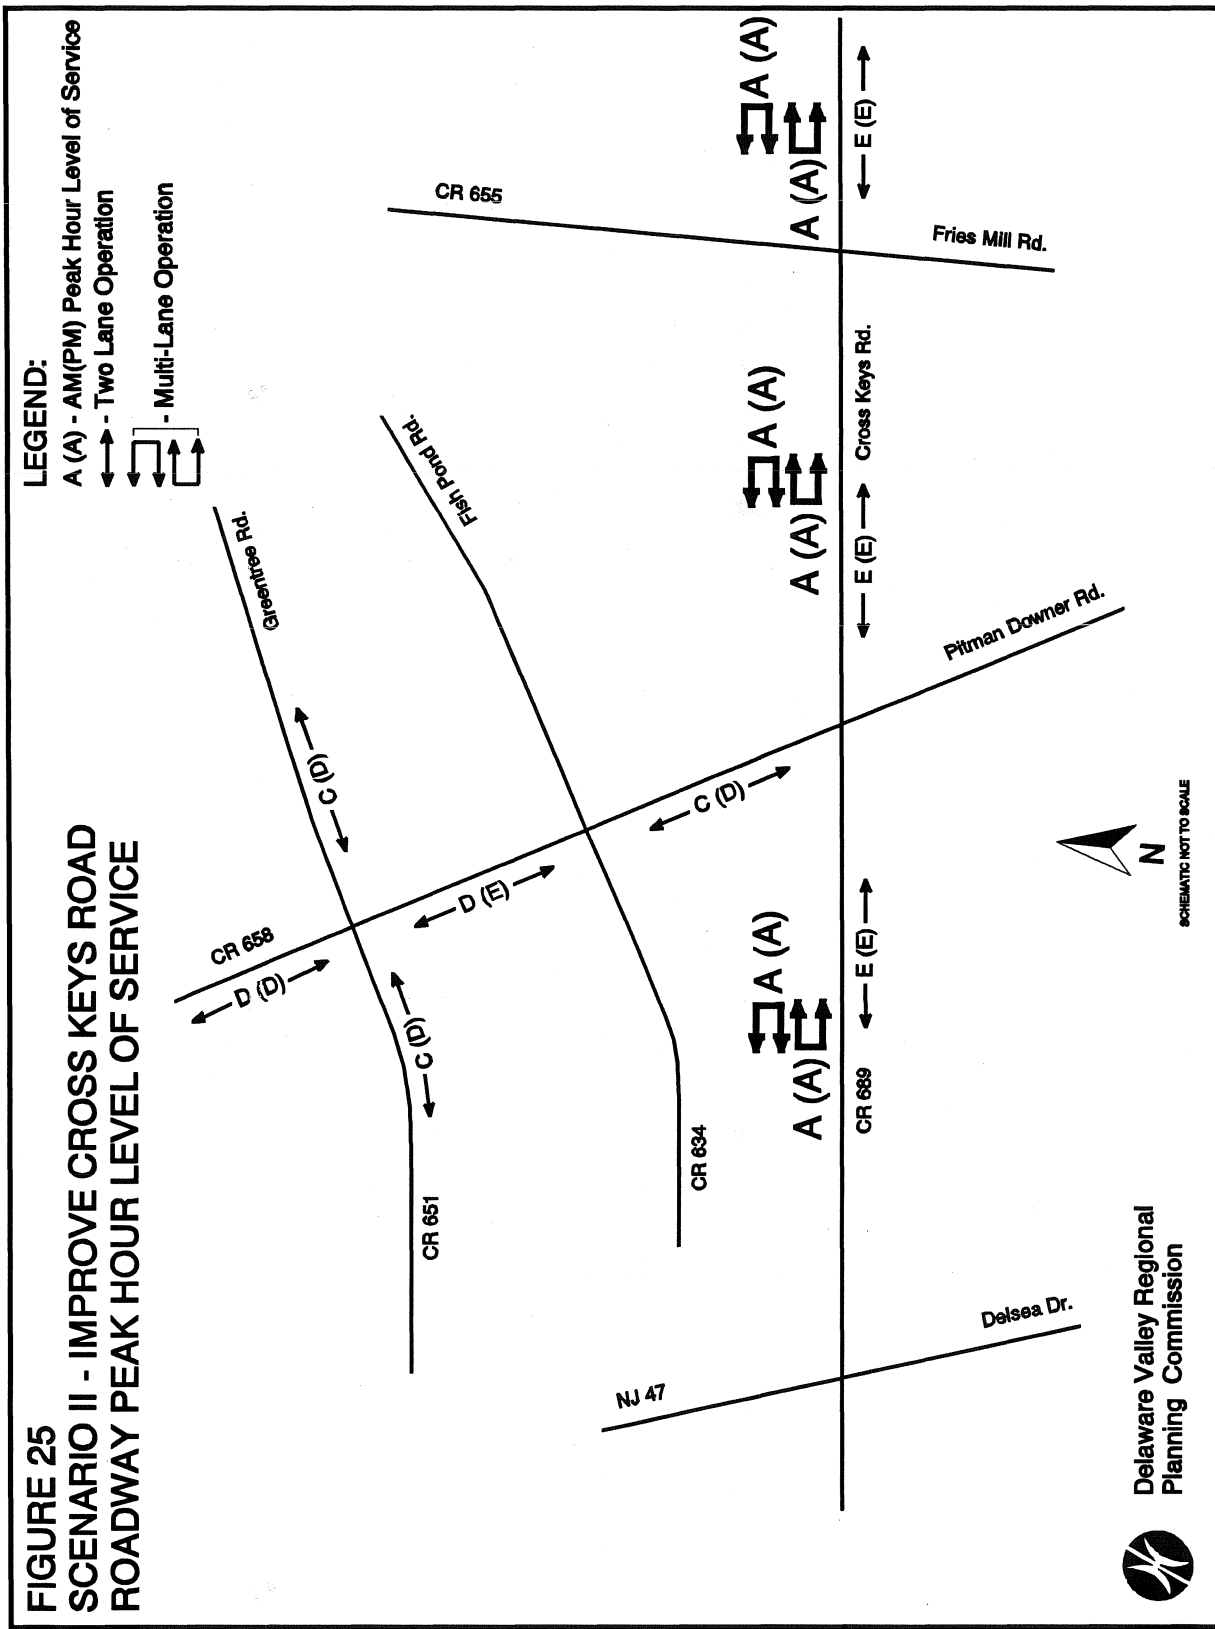 FIGURE 25
SCENARIO II - IMPROVE CROSS KEYS ROAD
ROADWAY PEAK HOUR LEVEL OF SERVICE
LEGEND:
A (A) - AM(PM) Peak Hour Level of Service
- Two Lane Operation
- Multi-Lane Operation
Greentree Rd.
CR 658
D (D)
C (D)
C (D)
CR 651
Fish Pond Rd.
D (E)
C (D)
CR 634
CR 655
Fries Mill Rd.
NJ 47
Delsea Dr.
A (A)
A (A)
CR 689
E (E)
A (A)
A (A)
E (E)
Cross Keys Rd.
A (A)
A (A)
E (E)
Pitman Downer Rd.
N
SCHEMATIC NOT TO SCALE
Delaware Valley Regional
Planning Commission